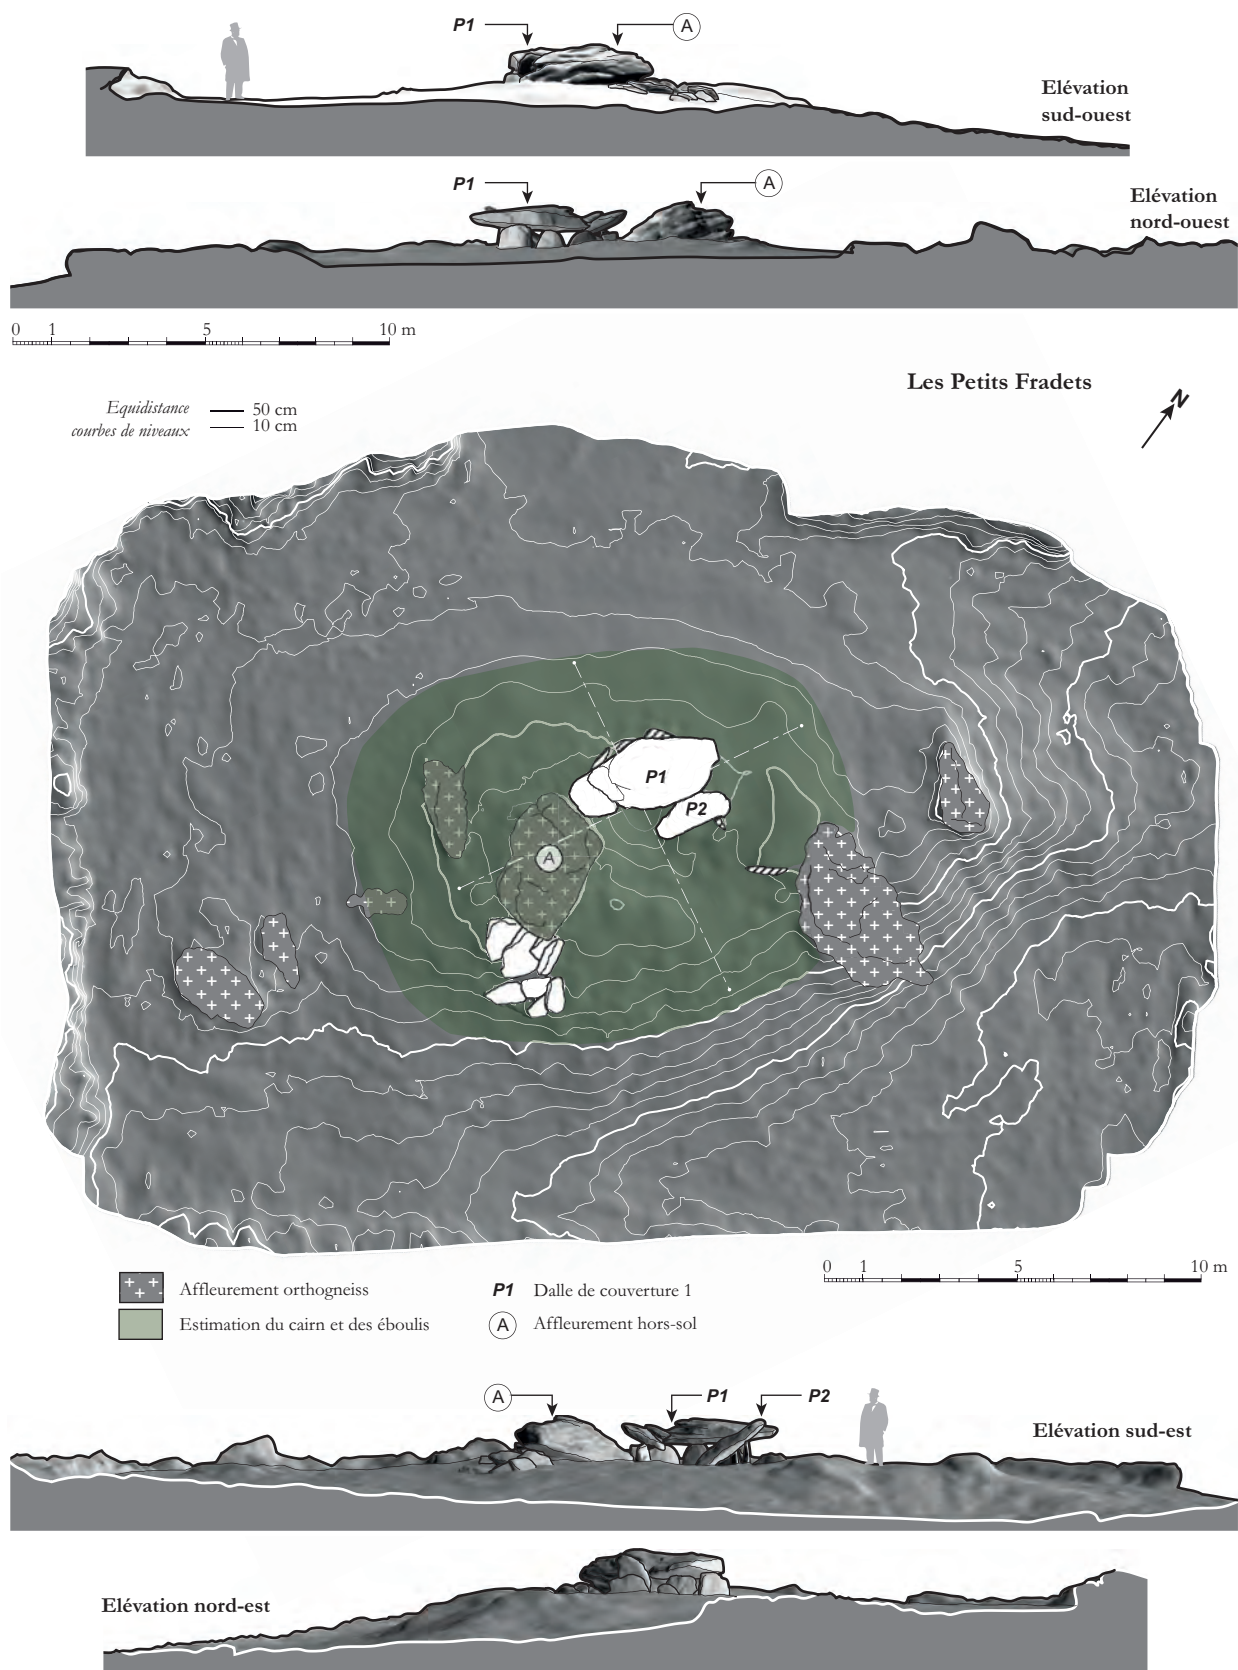 P1
A
Elévation
sud-ouest
P1
A
Elévation
nord-ouest
0 1 5 10 m
Les Petits Fradets
N
Equidistance
courbes de niveaux
50 cm
10 cm
P1
P2
A
0 1 5 10 m
Affleurement orthogneiss
P1 Dalle de couverture 1
Estimation du cairn et des éboulis
A Affleurement hors-sol
A
P1
P2
Elévation sud-est
Elévation nord-est